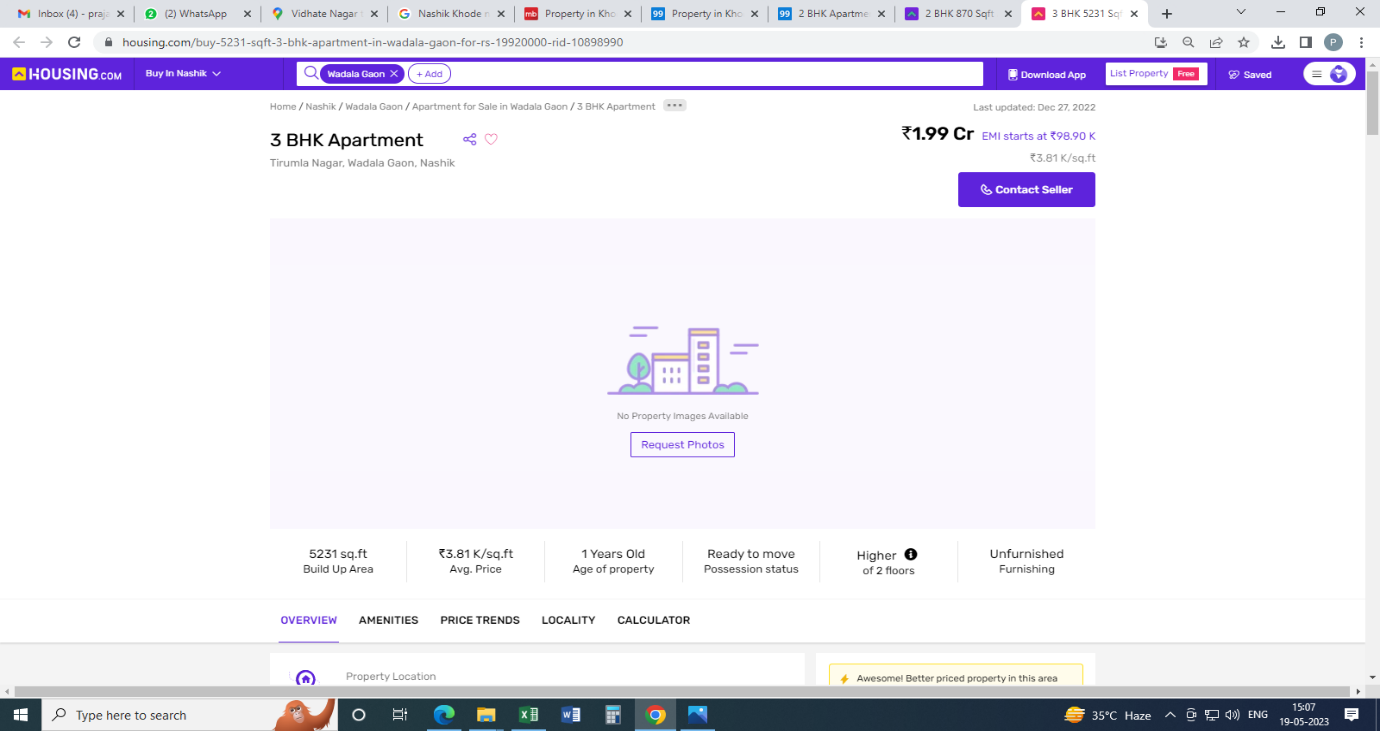 Inbox (4) - praja
(2) WhatsApp
Vidhate Nagar
Nashik Khode n
Property in Kho
Property in Kho
2 BHK Apartme
2 BHK 870 Sqft
3 BHK 5231 Sqf
housing.com/buy-5231-sqft-3-bhk-apartment-in-wadala-gaon-for-rs-19920000-rid-10898990
P
HOUSING.COM
Buy In Nashik
Wadala Gaon
+ Add
Download App
List Property Free
Saved
Home / Nashik / Wadala Gaon / Apartment for Sale in Wadala Gaon / 3 BHK Apartment
Last updated: Dec 27, 2022
3 BHK Apartment
₹1.99 Cr EMI starts at ₹98.90 K
Tirumla Nagar, Wadala Gaon, Nashik
₹3.81 K/sq.ft
Contact Seller
No Property Images Available
Request Photos
5231 sq.ft
Build Up Area
₹3.81 K/sq.ft
Avg. Price
1 Years Old
Age of property
Ready to move
Possession status
Higher
of 2 floors
Unfurnished
Furnishing
OVERVIEW
AMENITIES
PRICE TRENDS
LOCALITY
CALCULATOR
Property Location
Awesome! Better priced property in this area
Type here to search
35°C Haze
ENG
15:07
19-05-2023